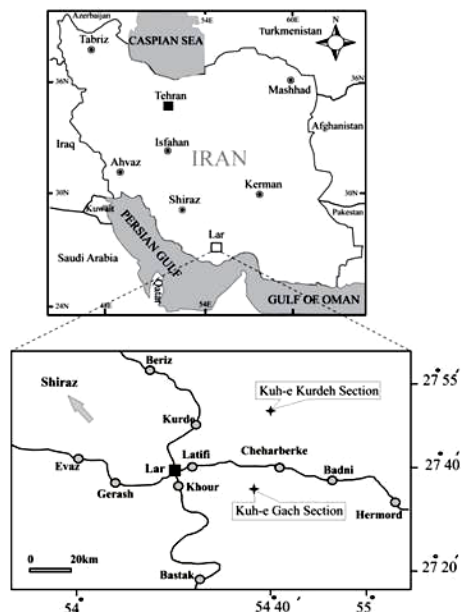 Azerbaijan
54E
60E
Turkmenistan
N
CASPIAN SEA
Tabriz
36N
36N
Mashhad
Tehran
Afghanistan
Iraq
Isfahan
IRAN
Ahvaz
30N
Kerman
30N
Kuwait
Shiraz
Pakistan
PERSIAN GULF
Lar
Saudi Arabia
Qatar
GULF OF OMAN
48E
54E
Beriz
27°55
Shiraz
Kuh-e Kurdeh Section
Kurde
Latifi
Cheharberke
27°40
Evaz
Lar
Badni
Gerash
Khour
Hermord
Kuh-e Gach Section
27°20
0
20km
Bastak
54°
54°40
55°